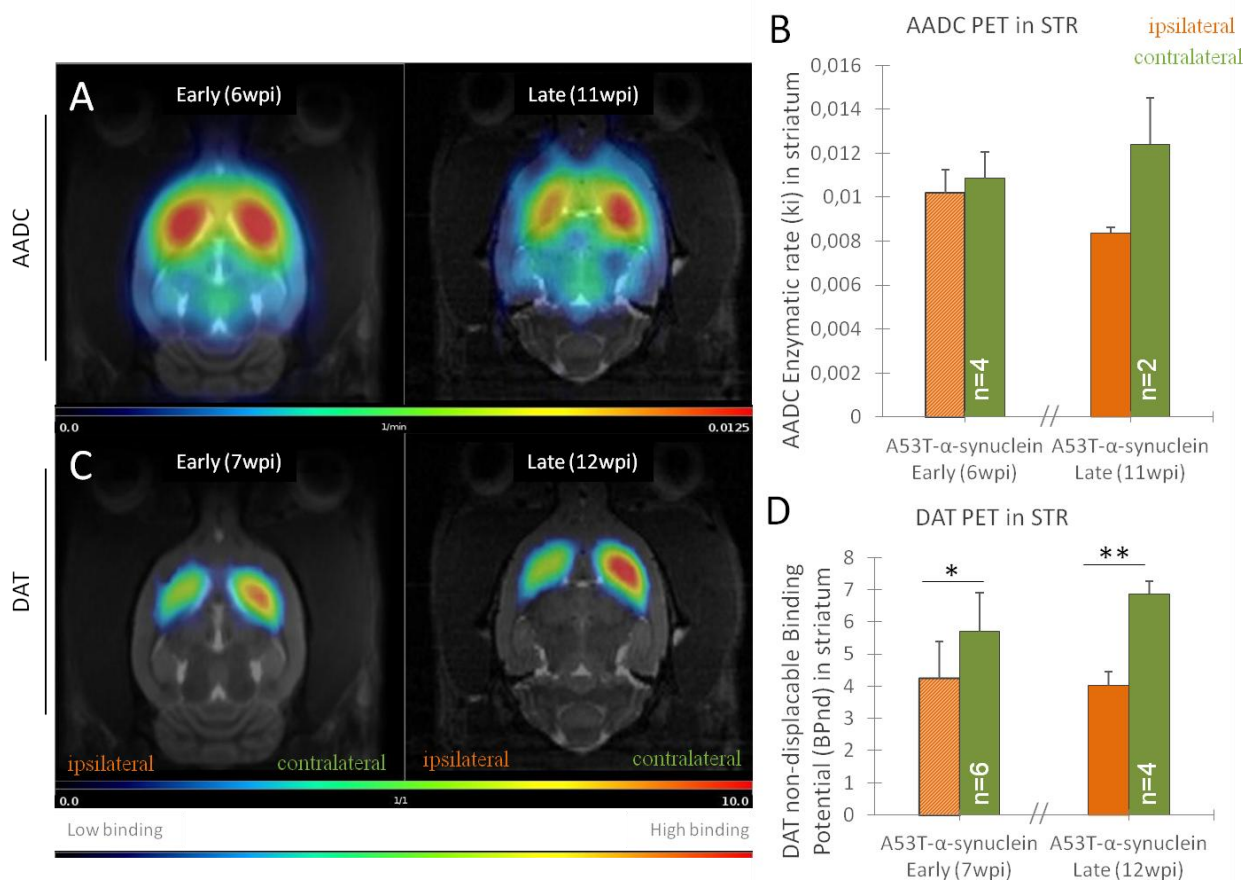 A
Early (6wpi)
Late (11wpi)
AADC
0.0
1/min
0.0125
C
Early (7wpi)
Late (12wpi)
DAT
ipsilateral
contralateral
ipsilateral
contralateral
0.0
1/1
10.0
Low binding
High binding
B
AADC PET in STR
ipsilateral
contralateral
AADC Enzymatic rate (ki) in striatum
0,016
0,014
0,012
0,01
0,008
0,006
0,004
0,002
0
n=4
n=2
//
A53T-α-synuclein
Early (6wpi)
A53T-α-synuclein
Late (11wpi)
D
DAT PET in STR
DAT non-displacable Binding
Potential (BPnd) in striatum
8
7
6
5
4
3
2
1
0
*
**
n=6
n=4
//
A53T-α-synuclein
Early (7wpi)
A53T-α-synuclein
Late (12wpi)